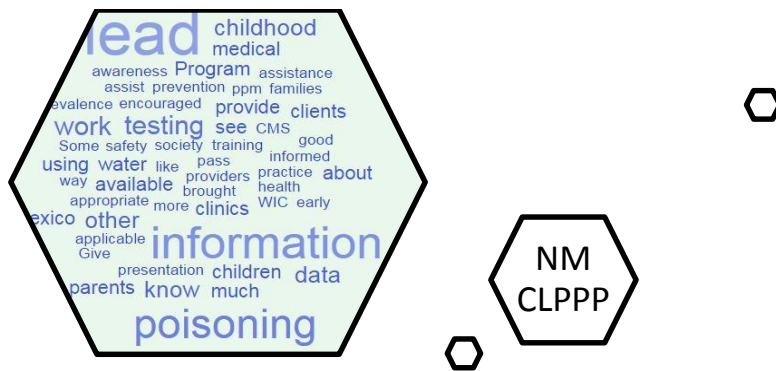 lead childhood
medical
awareness Program assistance
assist prevention ppm families
evalence encouraged provide clients
work testing see CMS
Some safety society training good
informed
using water like pass providers practice about
way available brought health
appropriate more clinics WIC early
exico other
applicable information
Give
presentation children data
parents know much
poisoning
NM
CLPPP